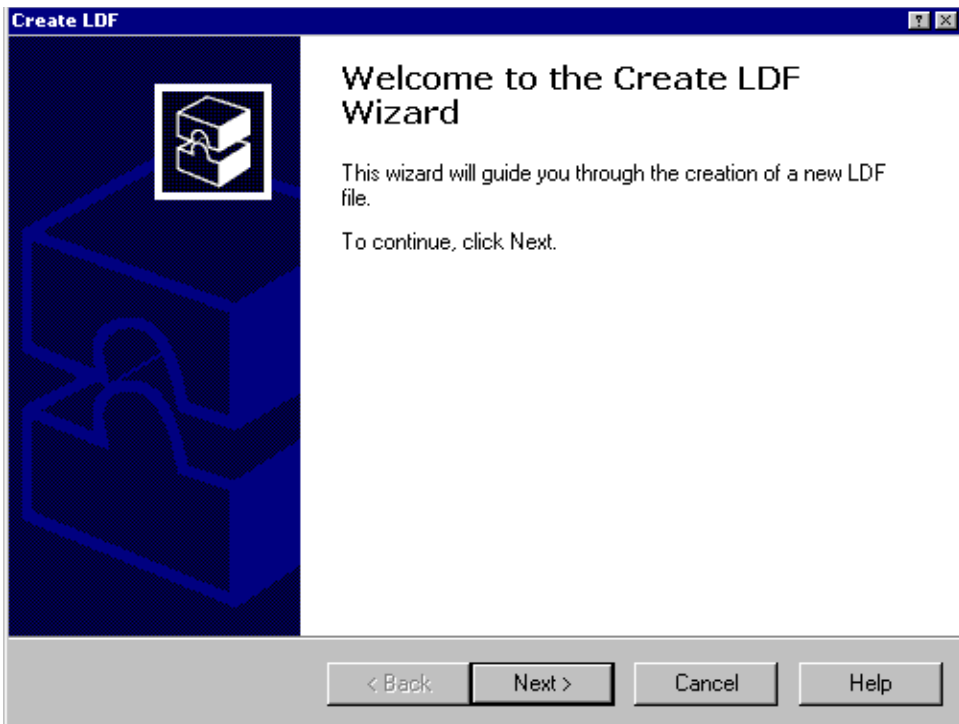 Create LDF
Welcome to the Create LDF
Wizard
This wizard will guide you through the creation of a new LDF
file.
To continue, click Next.
< Back
Next >
Cancel
Help